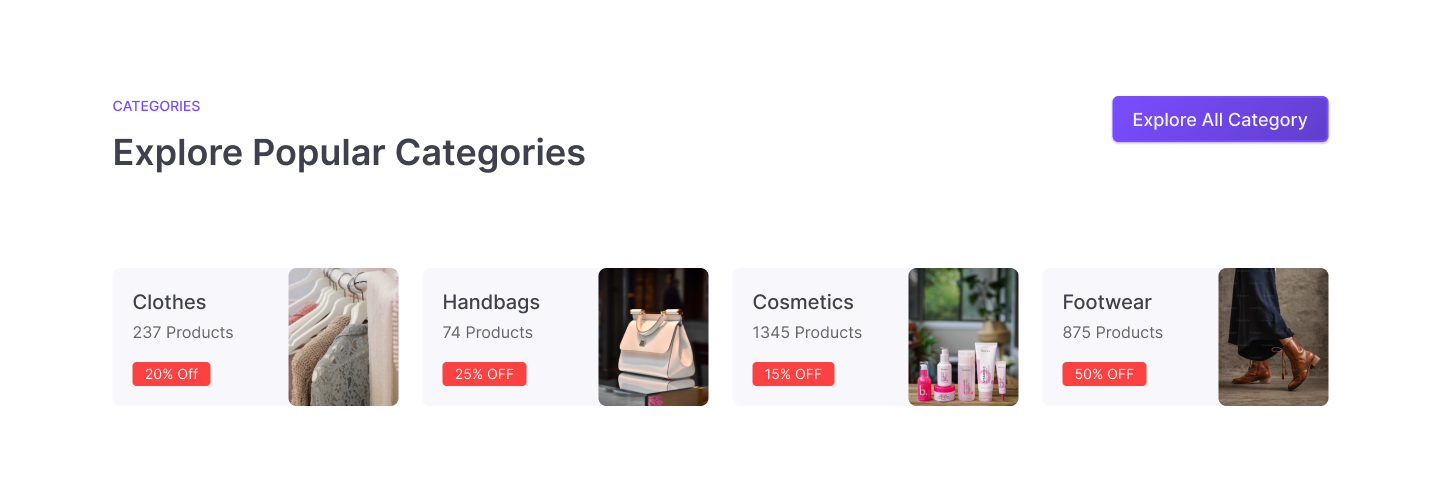 CATEGORIES
Explore Popular Categories
Explore All Category
Clothes
237 Products
20% Off
Handbags
74 Products
25% OFF
Cosmetics
1345 Products
15% OFF
Footwear
875 Products
50% OFF